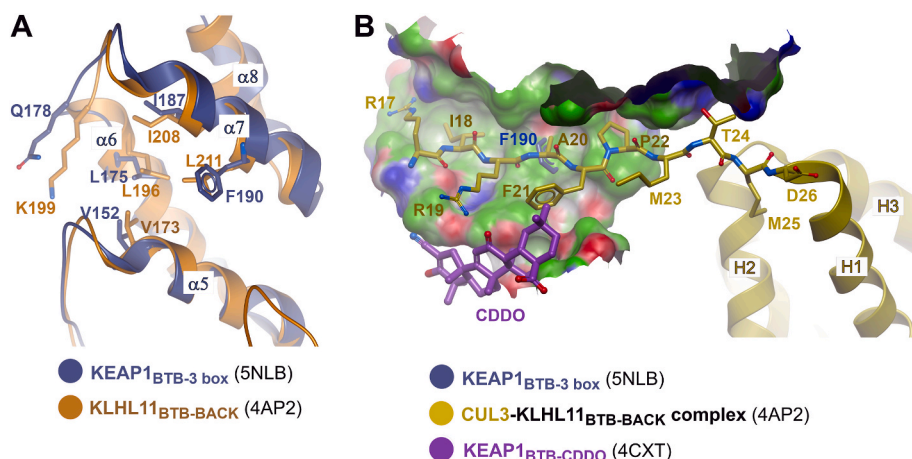 A
Q178
I187
α8
I208
α7
α6
L211
L175
L196
F190
K199
V152
V173
α5
KEAP1BTB-3 box (5NLB)
KLHL11BTB-BACK (4AP2)
B
R17
I18
F190
A20
P22
T24
R19
F21
M23
D26
M25
H3
H2
H1
CDDO
KEAP1BTB-3 box (5NLB)
CUL3-KLHL11BTB-BACK complex (4AP2)
KEAP1BTB-CDDO (4CXT)